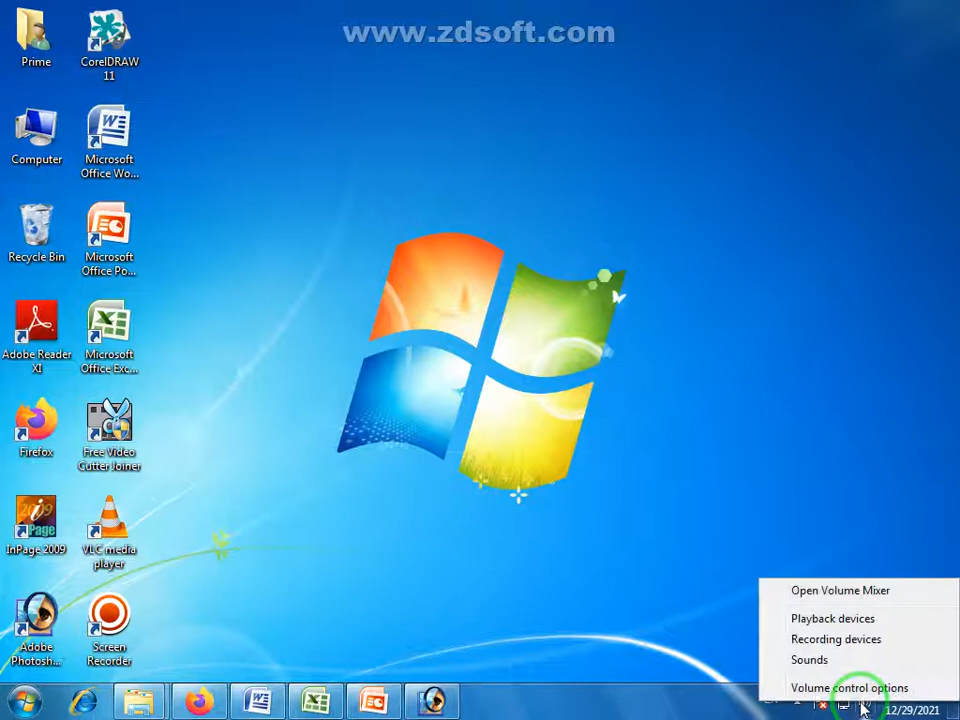 www.zdsoft.com
Prime
CorelDRAW
11
Computer
Microsoft
Office Wo...
Recycle Bin
Microsoft
Office Po...
Adobe Reader
XI
Microsoft
Office Exc...
Firefox
Free Video
Cutter Joiner
2009
iPage
InPage 2009
VLC media
player
Adobe
Photosh...
Screen
Recorder
Open Volume Mixer
Playback devices
Recording devices
Sounds
Volume control options
12/29/2021